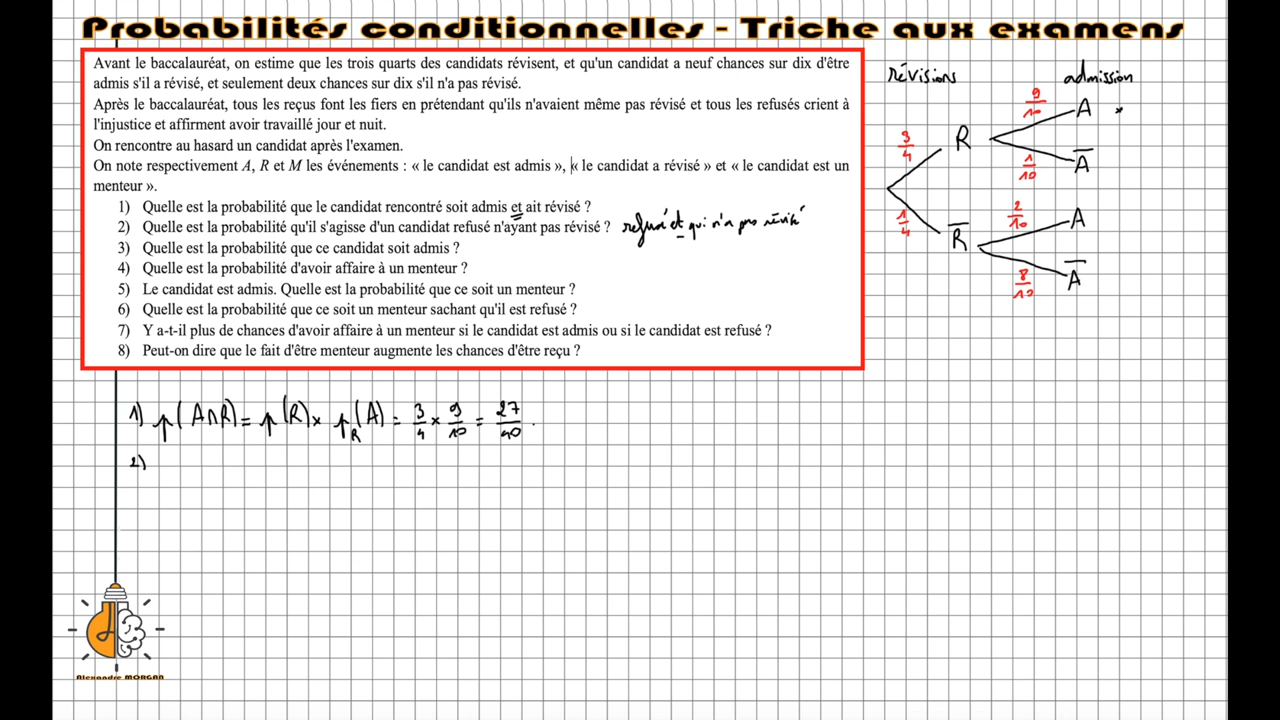 Probabilités conditionnelles - Triche aux examens
Avant le baccalauréat, on estime que les trois quarts des candidats révisent, et qu'un candidat a neuf chances sur dix d'être
admis s'il a révisé, et seulement deux chances sur dix s'il n'a pas révisé.
Après le baccalauréat, tous les reçus font les fiers en prétendant qu'ils n'avaient même pas révisé et tous les refusés crient à
l'injustice et affirment avoir travaillé jour et nuit.
On rencontre au hasard un candidat après l'examen.
On note respectivement A, R et M les événements : « le candidat est admis », « le candidat a révisé » et « le candidat est un
menteur ».
1) Quelle est la probabilité que le candidat rencontré soit admis et ait révisé ?
2) Quelle est la probabilité qu'il s'agisse d'un candidat refusé n'ayant pas révisé ? refusé et qui n'a pas révisé
3) Quelle est la probabilité que ce candidat soit admis ?
4) Quelle est la probabilité d'avoir affaire à un menteur ?
5) Le candidat est admis. Quelle est la probabilité que ce soit un menteur ?
6) Quelle est la probabilité que ce soit un menteur sachant qu'il est refusé ?
7) Y a-t-il plus de chances d'avoir affaire à un menteur si le candidat est admis ou si le candidat est refusé ?
8) Peut-on dire que le fait d'être menteur augmente les chances d'être reçu ?
révisions admission
9/10 A *
3/4 R
1/10 A̅
2/10 A
1/4 R̅
8/10 A̅
1) p(A∩R) = p(R) × p_R(A) = 3/4 × 9/10 = 27/40.
2)
Alexandre MORGAN